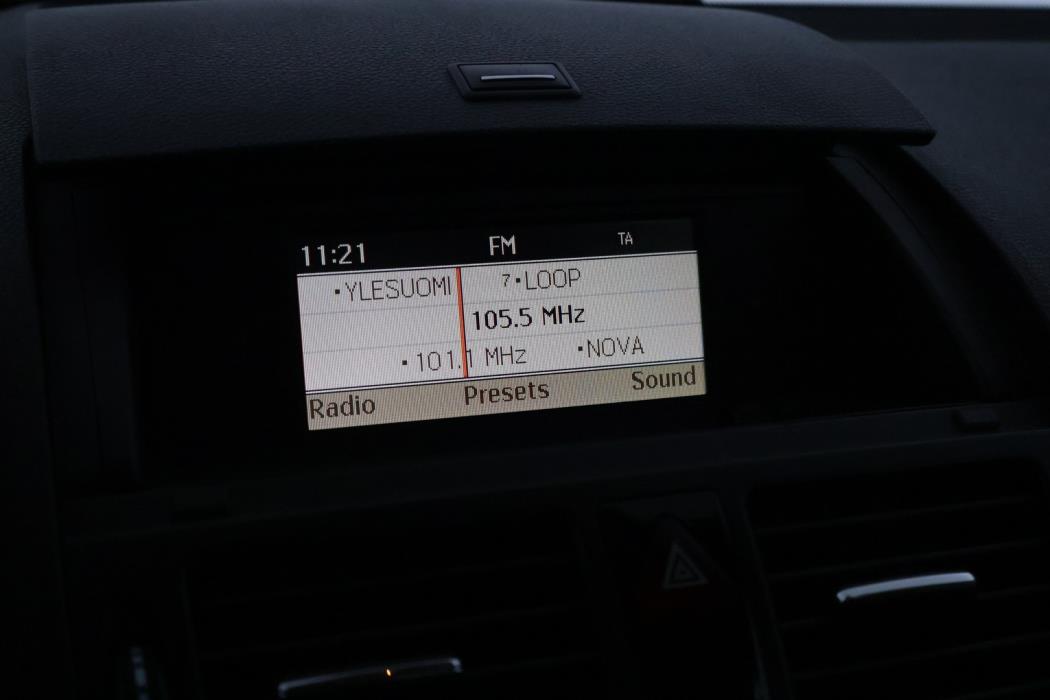 11:21 FM TA
•YLESUOMI 7•LOOP
105.5 MHz
•101.1 MHz •NOVA
Radio Presets Sound